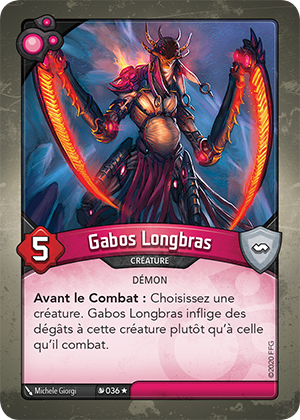 Gabos Longbras
5
CRÉATURE
DÉMON
Avant le Combat : Choisissez une
créature. Gabos Longbras inflige des
dégâts à cette créature plutôt qu'à celle
qu'il combat.
©2020 FFG
Michele Giorgi
036 ★